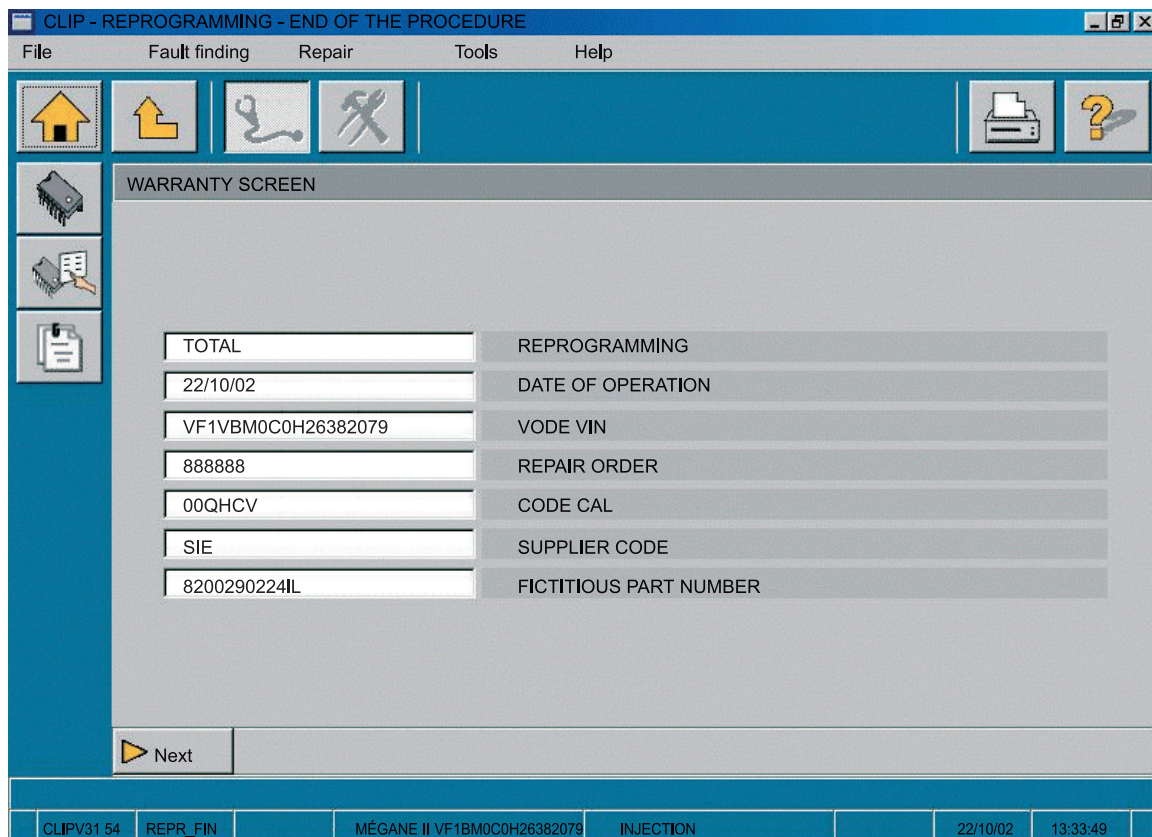 CLIP - REPROGRAMMING - END OF THE PROCEDURE
File Fault finding Repair Tools Help
WARRANTY SCREEN
TOTAL REPROGRAMMING
22/10/02 DATE OF OPERATION
VF1VBM0C0H26382079 VODE VIN
888888 REPAIR ORDER
00QHCV CODE CAL
SIE SUPPLIER CODE
8200290224IL FICTITIOUS PART NUMBER
Next
CLIPV31 54 REPR_FIN MÉGANE II VF1BM0C0H26382079 INJECTION 22/10/02 13:33:49